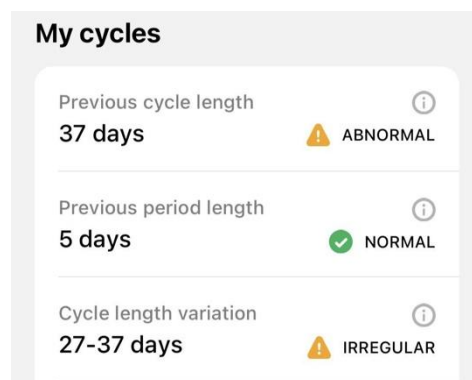 My cycles
Previous cycle length
37 days
ABNORMAL
Previous period length
5 days
NORMAL
Cycle length variation
27-37 days
IRREGULAR